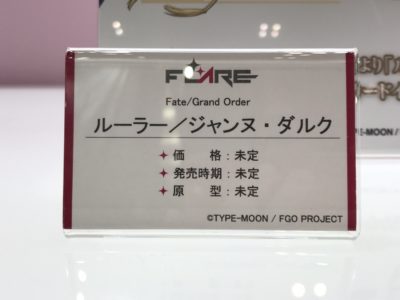 FLARE
Fate/Grand Order
ルーラー／ジャンヌ・ダルク
価　　格：未定
発売時期：未定
原　　型：未定
©TYPE-MOON / FGO PROJECT